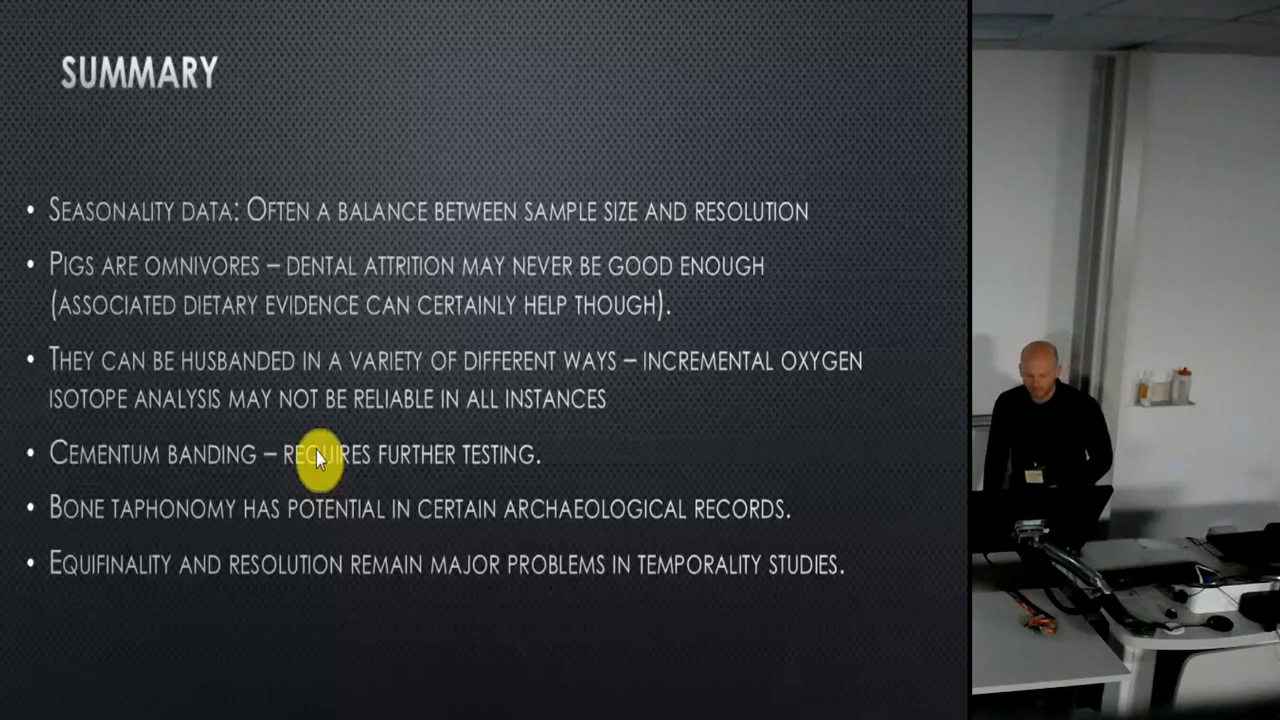 SUMMARY
• SEASONALITY DATA: OFTEN A BALANCE BETWEEN SAMPLE SIZE AND RESOLUTION
• PIGS ARE OMNIVORES – DENTAL ATTRITION MAY NEVER BE GOOD ENOUGH
(ASSOCIATED DIETARY EVIDENCE CAN CERTAINLY HELP THOUGH).
• THEY CAN BE HUSBANDED IN A VARIETY OF DIFFERENT WAYS – INCREMENTAL OXYGEN
ISOTOPE ANALYSIS MAY NOT BE RELIABLE IN ALL INSTANCES
• CEMENTUM BANDING – REQUIRES FURTHER TESTING.
• BONE TAPHONOMY HAS POTENTIAL IN CERTAIN ARCHAEOLOGICAL RECORDS.
• EQUIFINALITY AND RESOLUTION REMAIN MAJOR PROBLEMS IN TEMPORALITY STUDIES.